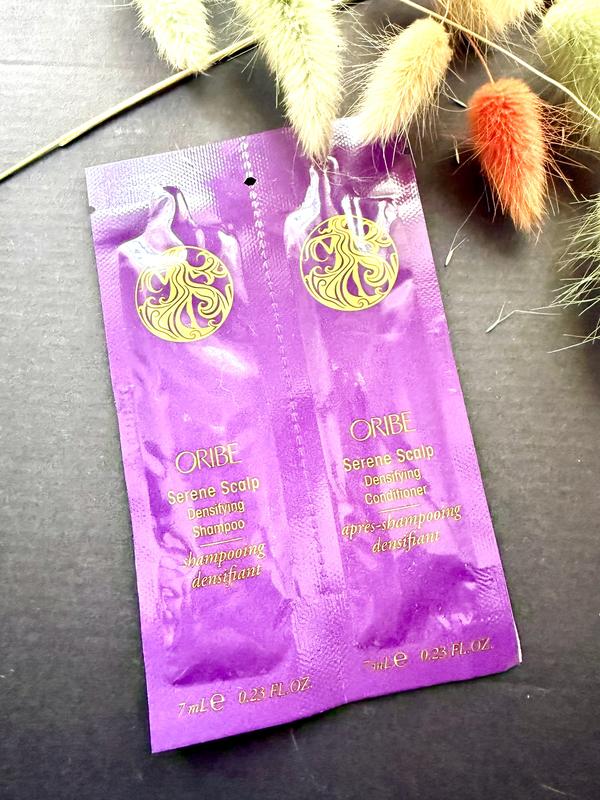 ORIBE
Serene Scalp
Densifying
Shampoo
shampooing
densifiant
7 mL e 0.23 FL.OZ.
ORIBE
Serene Scalp
Densifying
Conditioner
après-shampooing
densifiant
7 mL e 0.23 FL.OZ.